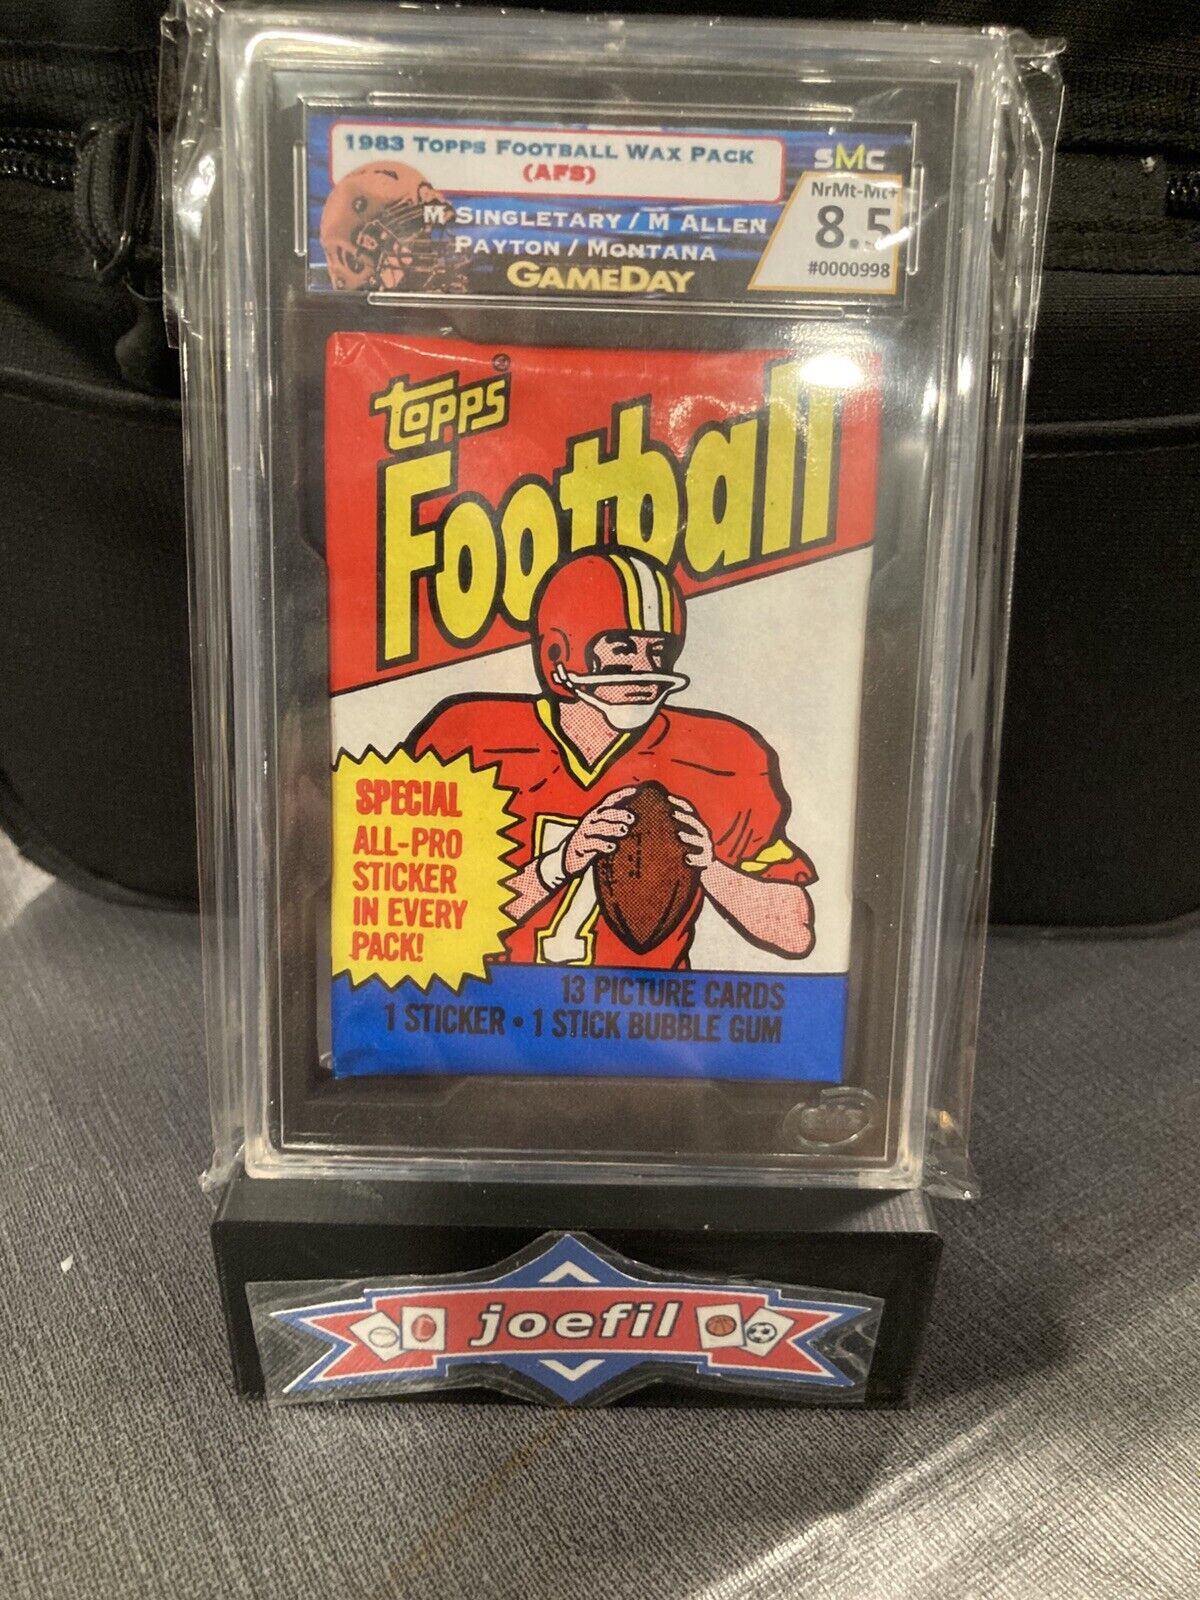 1983 Topps Football Wax Pack
(AFS)
M Singletary / M Allen
Payton / Montana
GameDay
SMC
NrMt-Mt+
8.5
#0000998
topps
Football
SPECIAL
ALL-PRO
STICKER
IN EVERY
PACK!
7
13 PICTURE CARDS
1 STICKER • 1 STICK BUBBLE GUM
joefil